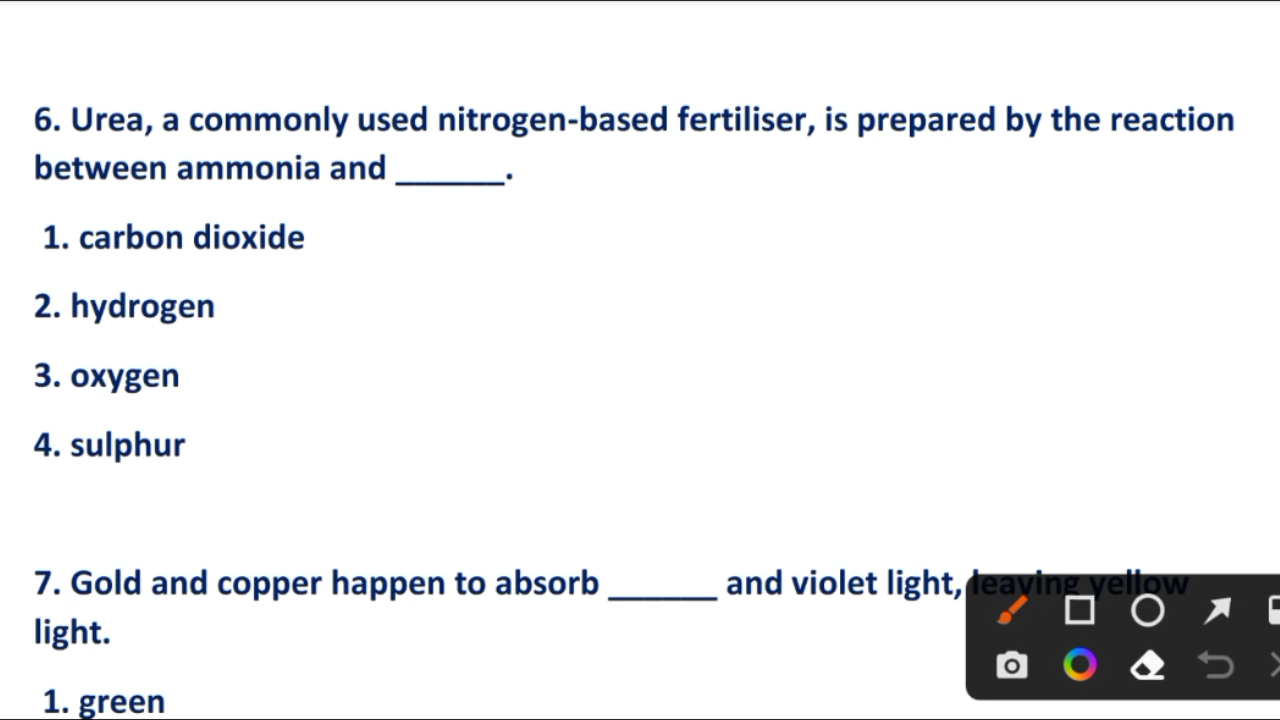 6. Urea, a commonly used nitrogen-based fertiliser, is prepared by the reaction
between ammonia and ______.
1. carbon dioxide
2. hydrogen
3. oxygen
4. sulphur
7. Gold and copper happen to absorb ______ and violet light, leaving yellow
light.
1. green